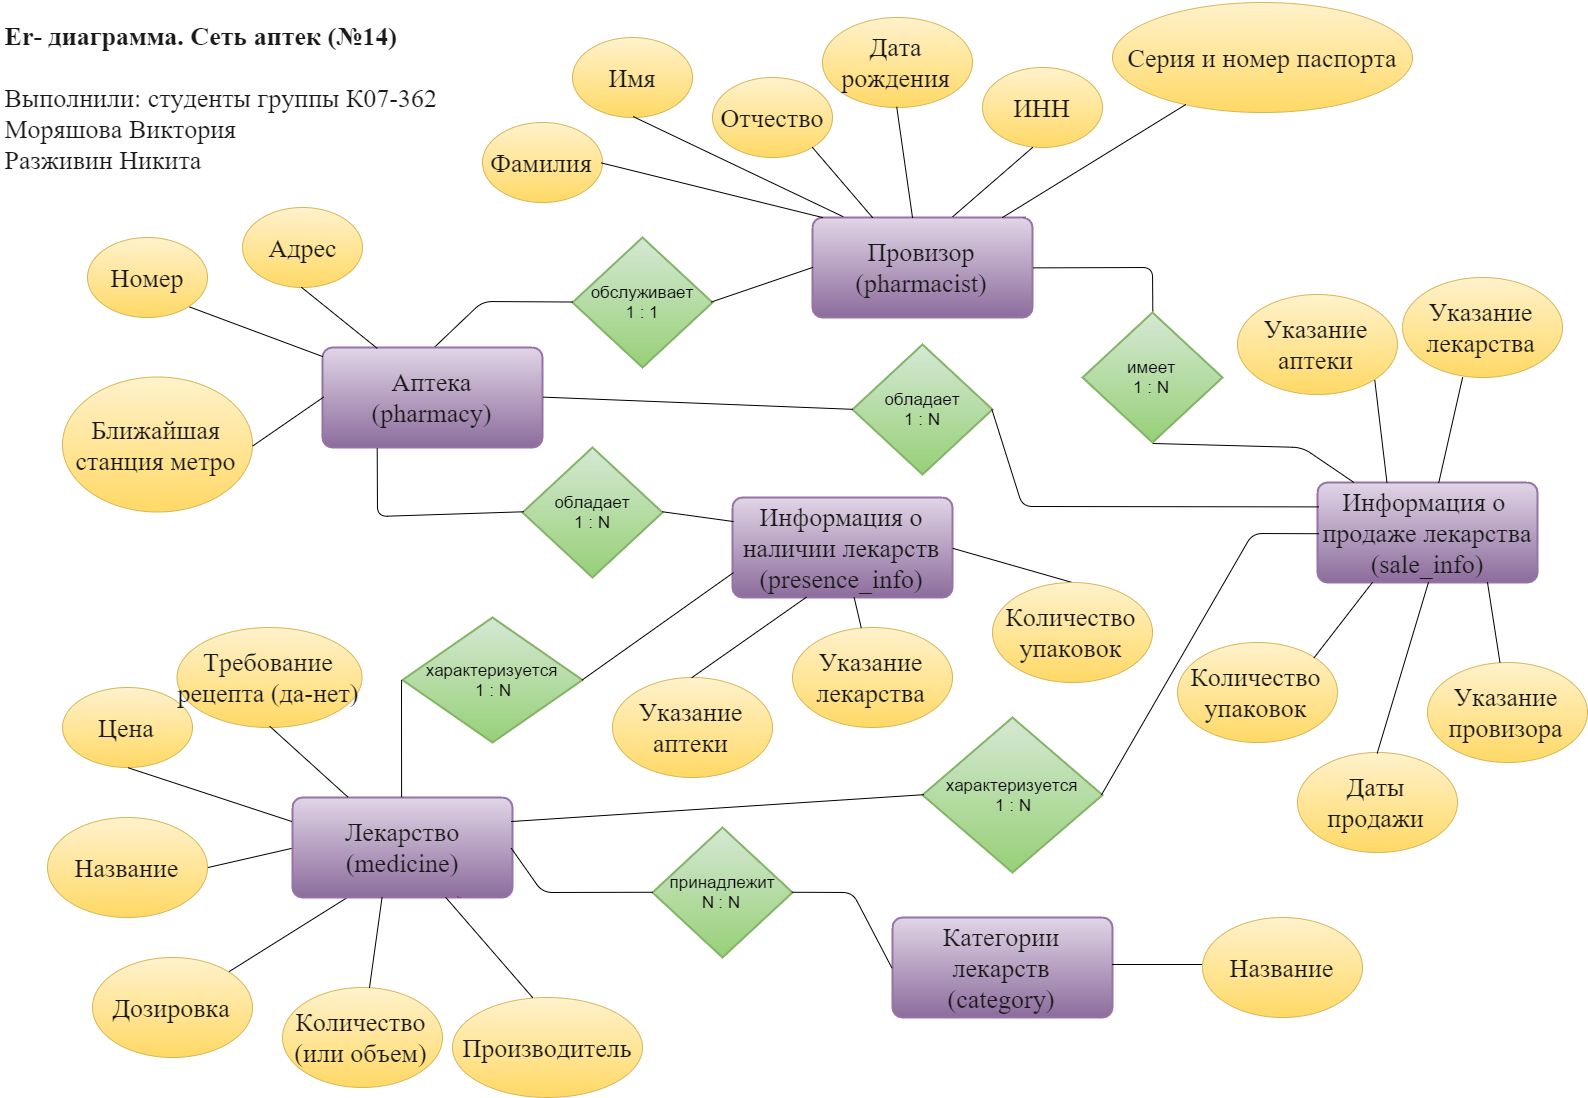 Er- диаграмма. Сеть аптек (№14)
Выполнили: студенты группы К07-362
Моряшова Виктория
Разживин Никита
Фамилия
Имя
Отчество
Дата
рождения
ИНН
Серия и номер паспорта
Провизор
(pharmacist)
Номер
Адрес
Ближайшая
станция метро
Аптека
(pharmacy)
обслуживает
1 : 1
имеет
1 : N
обладает
1 : N
обладает
1 : N
Указание
аптеки
Указание
лекарства
Информация о
продаже лекарства
(sale_info)
Количество
упаковок
Даты
продажи
Указание
провизора
Информация о
наличии лекарств
(presence_info)
Указание
аптеки
Указание
лекарства
Количество
упаковок
характеризуется
1 : N
характеризуется
1 : N
Требование
рецепта (да-нет)
Цена
Название
Дозировка
Количество
(или объем)
Производитель
Лекарство
(medicine)
принадлежит
N : N
Категории
лекарств
(category)
Название